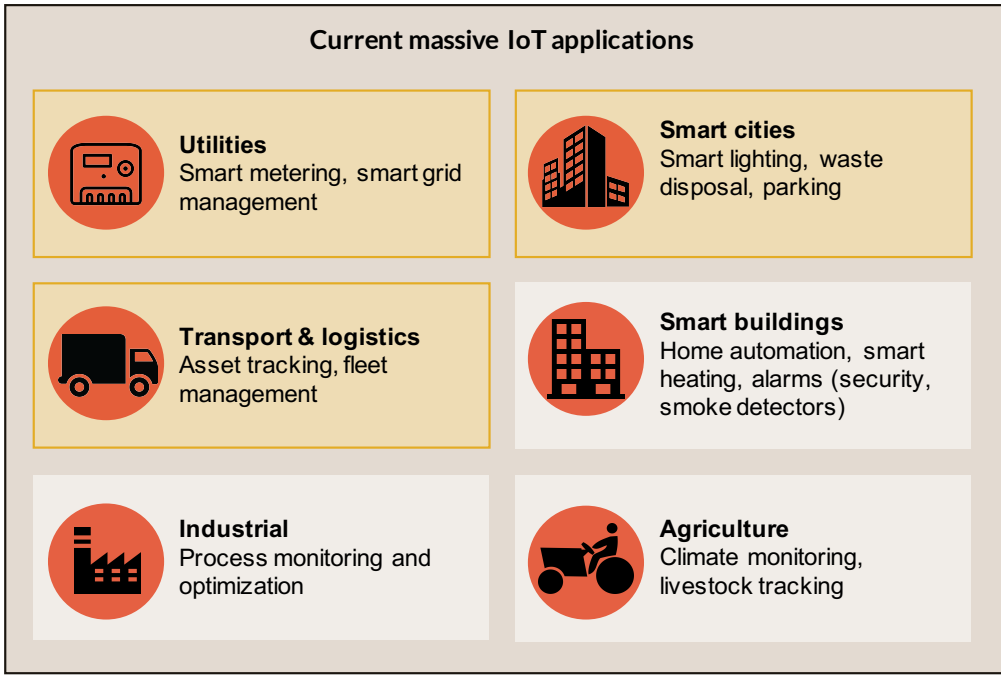 Current massive IoT applications
Utilities
Smart metering, smart grid
management
Smart cities
Smart lighting, waste
disposal, parking
Transport & logistics
Asset tracking, fleet
management
Smart buildings
Home automation, smart
heating, alarms (security,
smoke detectors)
Industrial
Process monitoring and
optimization
Agriculture
Climate monitoring,
livestock tracking